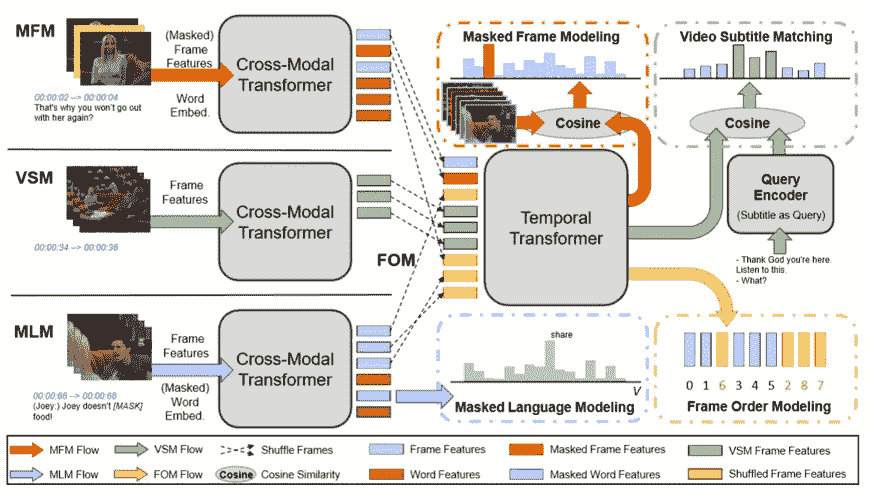 MFM
(Masked)
Frame
Features
Word
Embed.
00:00:02 --> 00:00:04
That's why you won't go out
with her again?
Cross-Modal
Transformer
VSM
Frame
Features
00:00:34 --> 00:00:36
Cross-Modal
Transformer
FOM
MLM
Frame
Features
(Masked)
Word
Embed.
00:00:66 --> 00:00:68
(Joey:) Joey doesn't [MASK]
food!
Cross-Modal
Transformer
Masked Frame Modeling
Cosine
Video Subtitle Matching
Cosine
Temporal
Transformer
Query
Encoder
(Subtitle as Query)
- Thank God you're here.
Listen to this.
- What?
share
V
Masked Language Modeling
0 1 6 3 4 5 2 8 7
Frame Order Modeling
MFM Flow
VSM Flow
Shuffle Frames
Frame Features
Masked Frame Features
VSM Frame Features
MLM Flow
FOM Flow
Cosine
Cosine Similarity
Word Features
Masked Word Features
Shuffled Frame Features